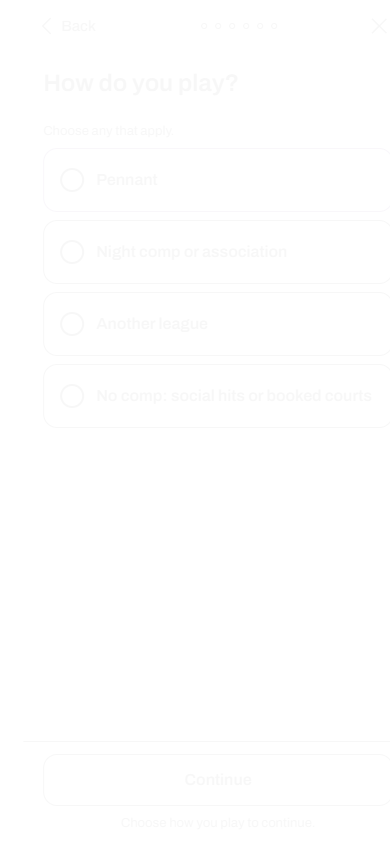 Back
How do you play?
Choose any that apply.
Pennant
Night comp or association
Another league
No comp: social hits or booked courts
Continue
Choose how you play to continue